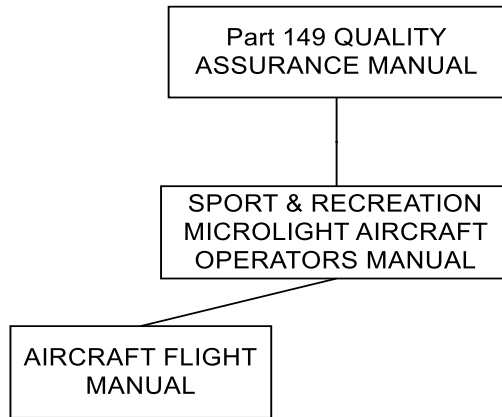 Part 149 QUALITY
ASSURANCE MANUAL
SPORT & RECREATION
MICROLIGHT AIRCRAFT
OPERATORS MANUAL
AIRCRAFT FLIGHT
MANUAL